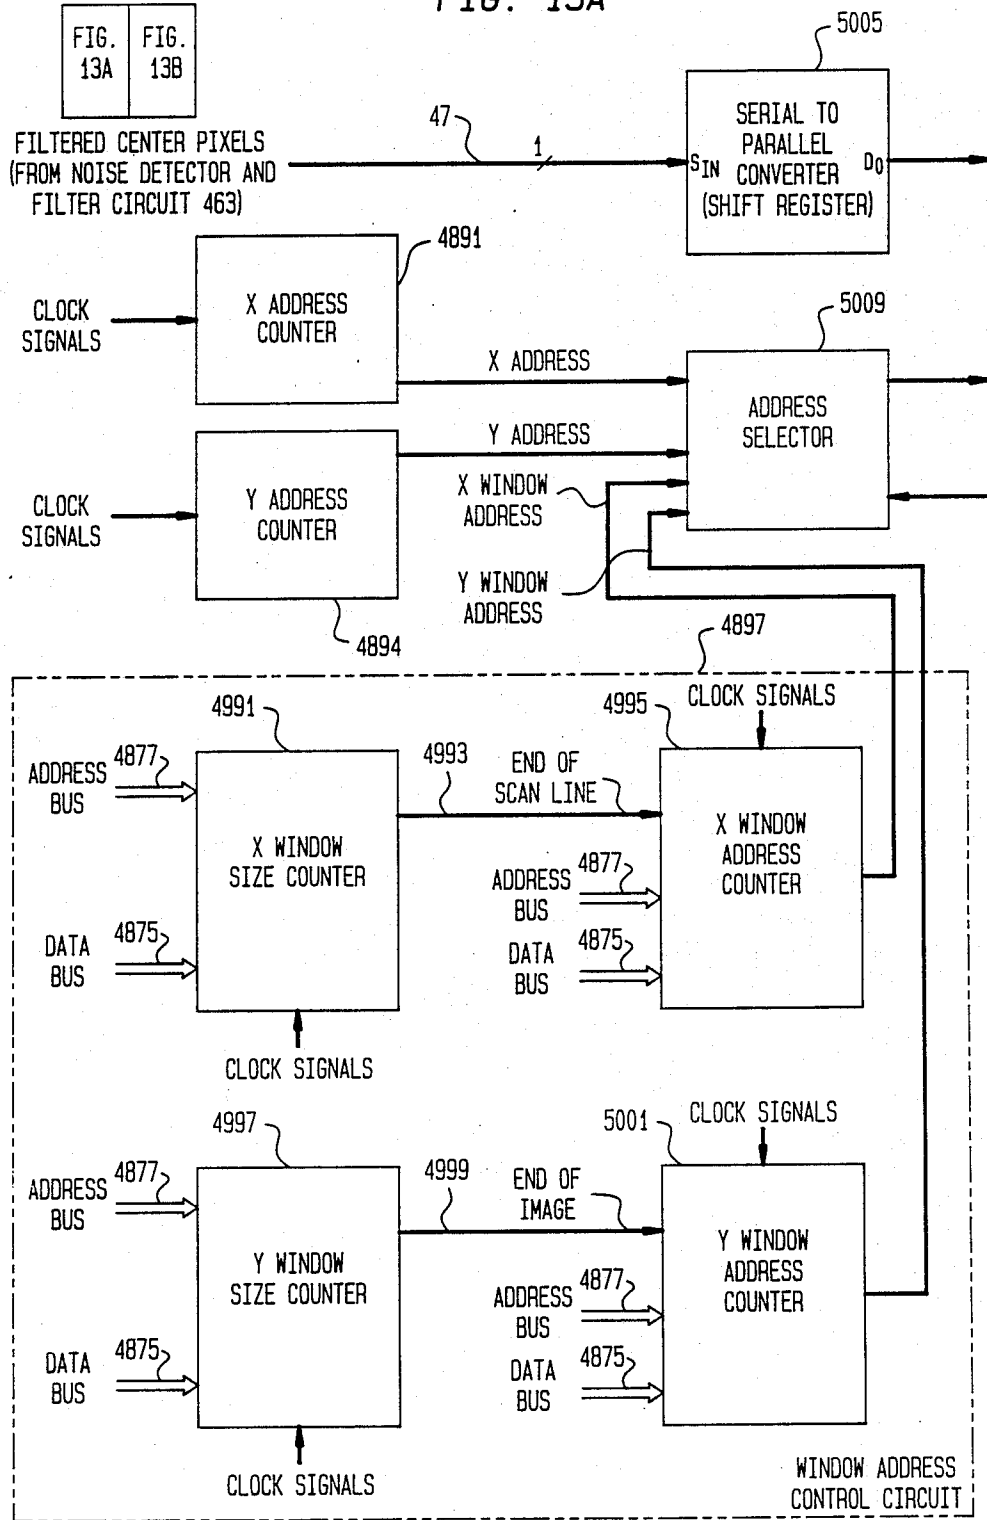 FIG. 13A
FIG.
13A
FIG.
13B
5005
FILTERED CENTER PIXELS
(FROM NOISE DETECTOR AND
FILTER CIRCUIT 463)
47
1
SERIAL TO
PARALLEL
CONVERTER
(SHIFT REGISTER)
SIN
D0
4891
CLOCK
SIGNALS
X ADDRESS
COUNTER
5009
X ADDRESS
ADDRESS
SELECTOR
Y ADDRESS
CLOCK
SIGNALS
Y ADDRESS
COUNTER
X WINDOW
ADDRESS
Y WINDOW
ADDRESS
4894
4897
4991
4995
CLOCK SIGNALS
ADDRESS
BUS
4877
4993
END OF
SCAN LINE
X WINDOW
SIZE COUNTER
X WINDOW
ADDRESS
COUNTER
ADDRESS
BUS
4877
DATA
BUS
4875
DATA
BUS
4875
CLOCK SIGNALS
4997
5001
CLOCK SIGNALS
ADDRESS
BUS
4877
4999
END OF
IMAGE
Y WINDOW
SIZE COUNTER
Y WINDOW
ADDRESS
COUNTER
ADDRESS
BUS
4877
DATA
BUS
4875
DATA
BUS
4875
CLOCK SIGNALS
WINDOW ADDRESS
CONTROL CIRCUIT